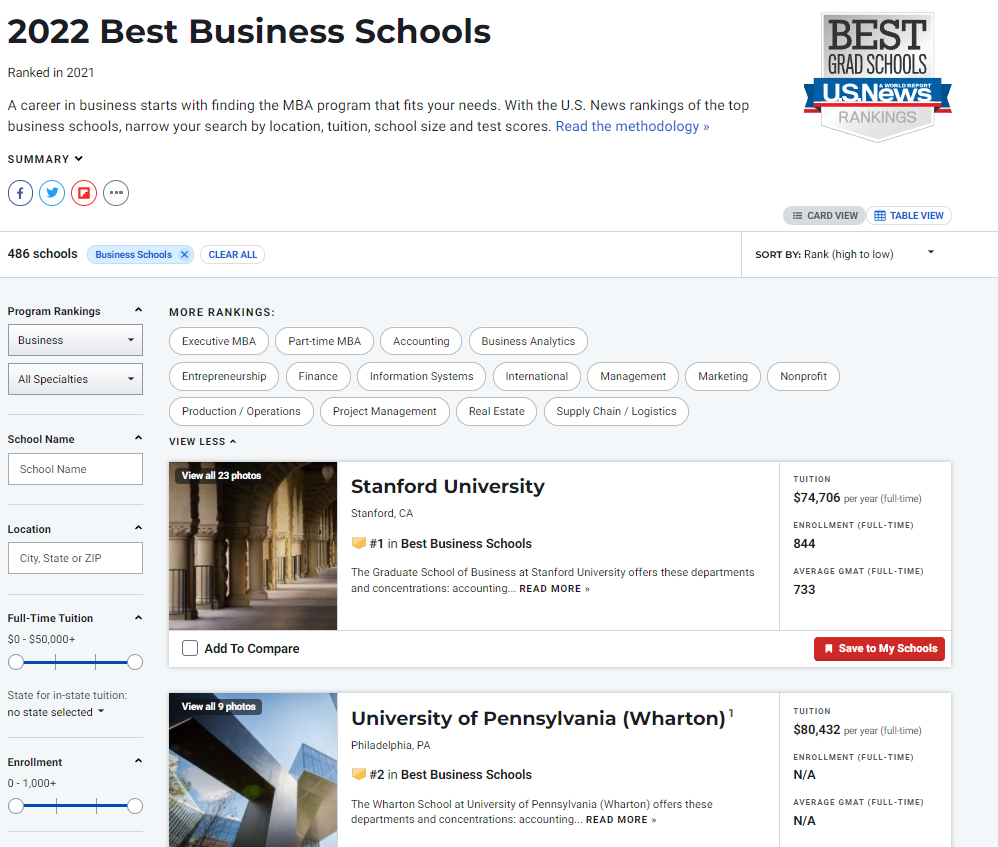 2022 Best Business Schools
Ranked in 2021
A career in business starts with finding the MBA program that fits your needs. With the U.S. News rankings of the top
business schools, narrow your search by location, tuition, school size and test scores. Read the methodology »
SUMMARY
BEST
GRAD SCHOOLS
U.S.News & WORLD REPORT
RANKINGS
CARD VIEW
TABLE VIEW
486 schools
Business Schools
CLEAR ALL
SORT BY: Rank (high to low)
Program Rankings
Business
All Specialties
School Name
School Name
Location
City, State or ZIP
Full-Time Tuition
$0 - $50,000+
State for in-state tuition:
no state selected
Enrollment
0 - 1,000+
MORE RANKINGS:
Executive MBA
Part-time MBA
Accounting
Business Analytics
Entrepreneurship
Finance
Information Systems
International
Management
Marketing
Nonprofit
Production / Operations
Project Management
Real Estate
Supply Chain / Logistics
VIEW LESS
View all 23 photos
Stanford University
Stanford, CA
#1 in Best Business Schools
The Graduate School of Business at Stanford University offers these departments
and concentrations: accounting... READ MORE »
TUITION
$74,706 per year (full-time)
ENROLLMENT (FULL-TIME)
844
AVERAGE GMAT (FULL-TIME)
733
Add To Compare
Save to My Schools
View all 9 photos
University of Pennsylvania (Wharton) 1
Philadelphia, PA
#2 in Best Business Schools
The Wharton School at University of Pennsylvania (Wharton) offers these
departments and concentrations: accounting... READ MORE »
TUITION
$80,432 per year (full-time)
ENROLLMENT (FULL-TIME)
N/A
AVERAGE GMAT (FULL-TIME)
N/A